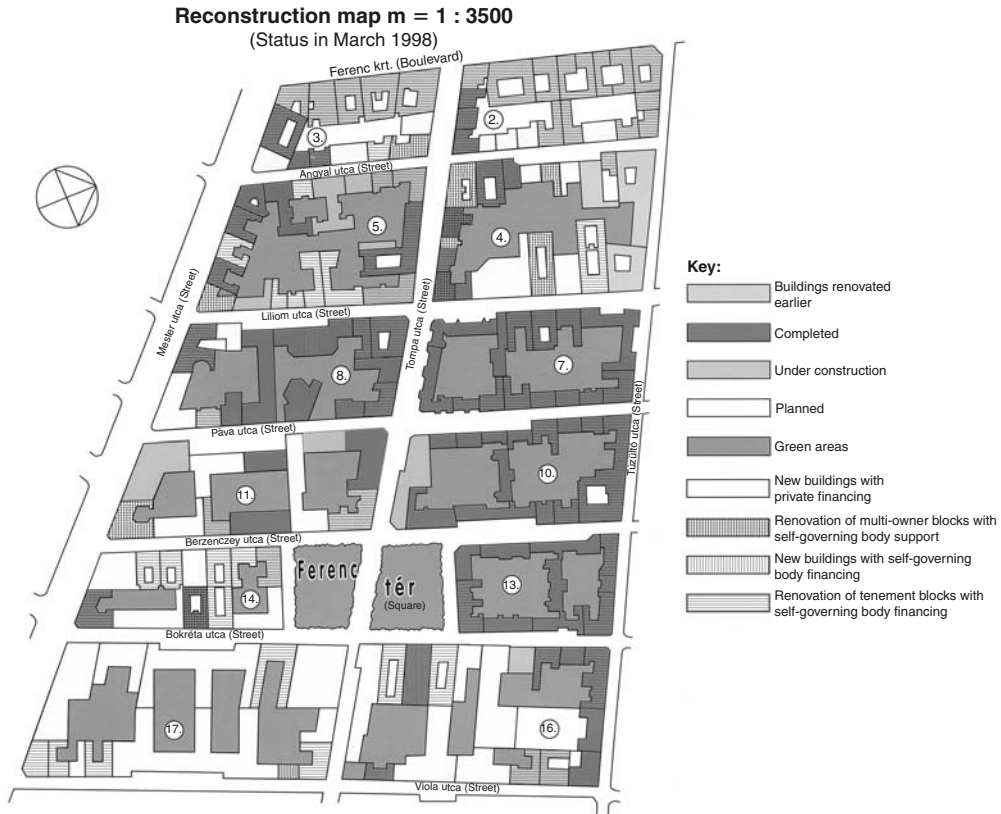 Reconstruction map m = 1 : 3500
(Status in March 1998)
Ferenc krt. (Boulevard)
2.
3.
Angyal utca (Street)
5.
4.
Mester utca (Street)
Tompa utca (Street)
Liliom utca (Street)
8.
7.
Tűzoltó utca (Street)
Páva utca (Street)
11.
10.
Berzenczey utca (Street)
Ferenc
tér
(Square)
13.
14.
Bokréta utca (Street)
17.
16.
Viola utca (Street)
Key:
Buildings renovated
earlier
Completed
Under construction
Planned
Green areas
New buildings with
private financing
Renovation of multi-owner blocks with
self-governing body support
New buildings with self-governing
body financing
Renovation of tenement blocks with
self-governing body financing